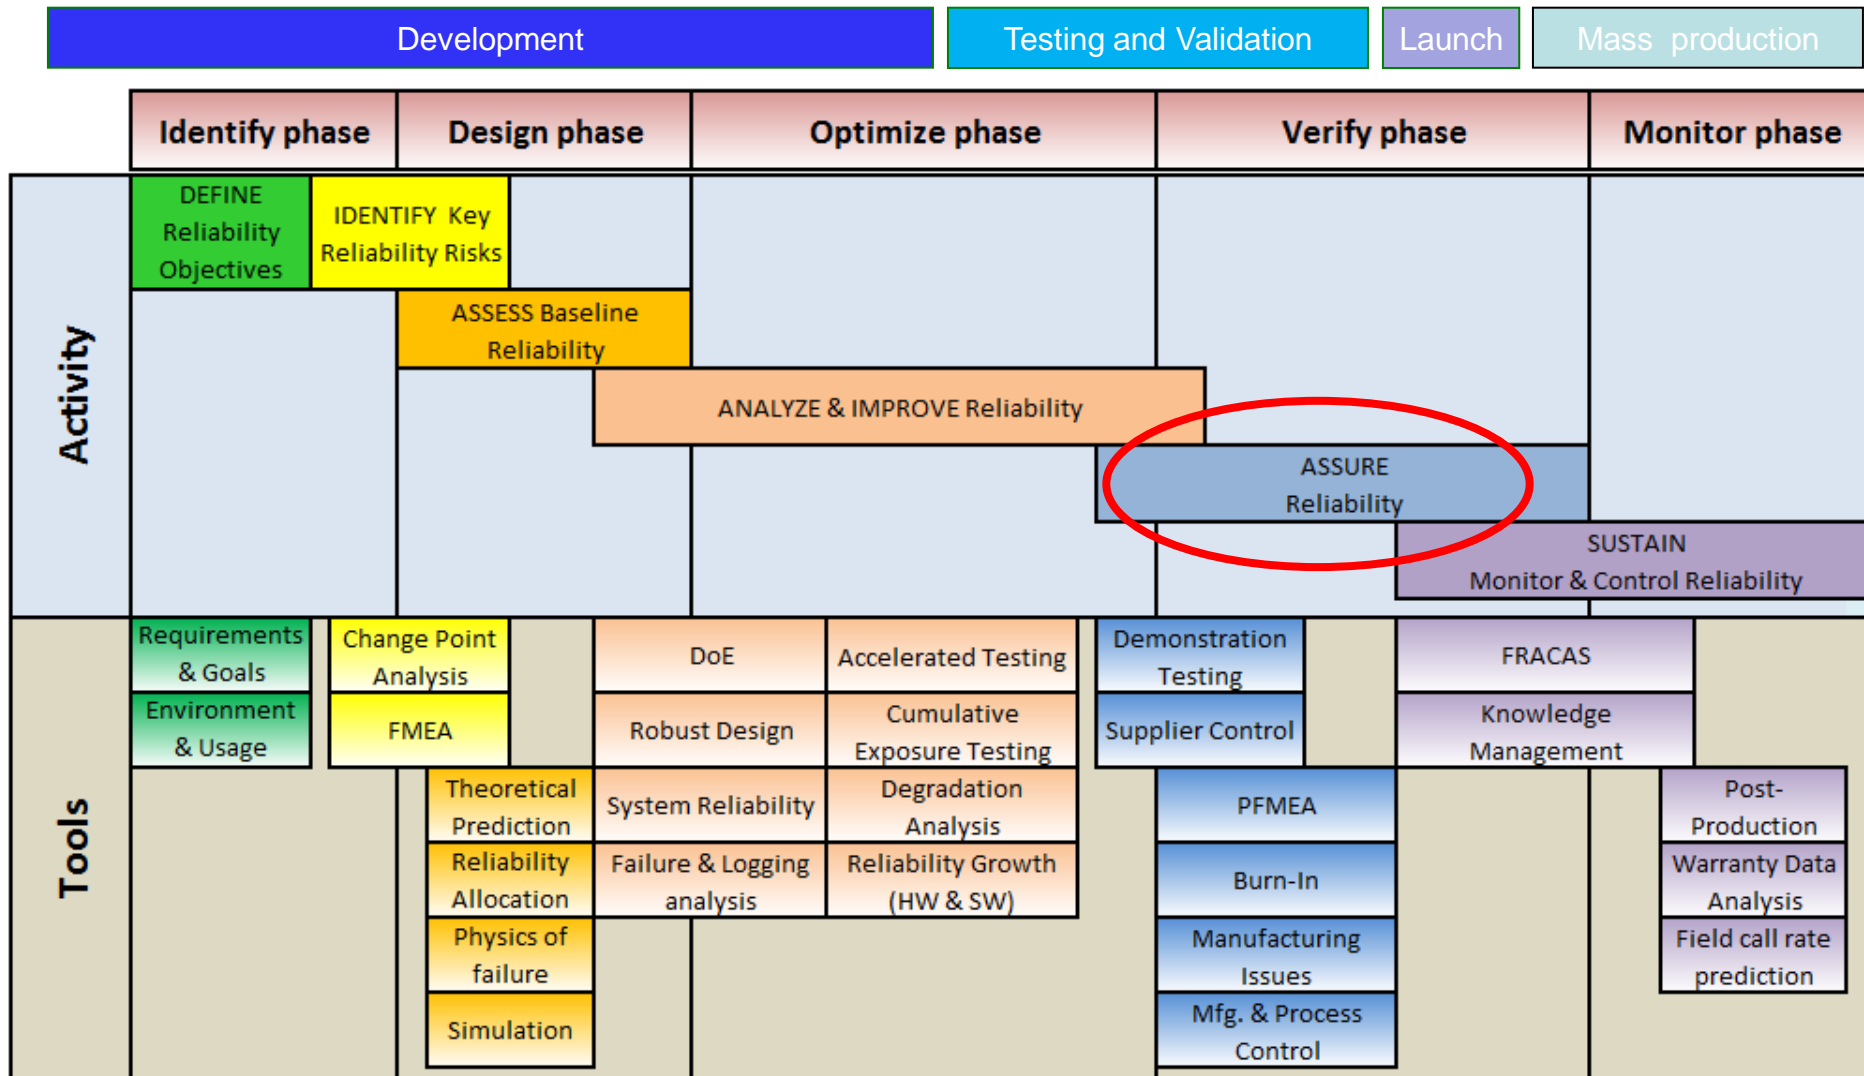 Development
Testing and Validation
Launch
Mass production
Identify phase
Design phase
Optimize phase
Verify phase
Monitor phase
Activity
DEFINE
Reliability
Objectives
IDENTIFY Key
Reliability Risks
ASSESS Baseline
Reliability
ANALYZE & IMPROVE Reliability
ASSURE
Reliability
SUSTAIN
Monitor & Control Reliability
Tools
Requirements
& Goals
Environment
& Usage
Change Point
Analysis
FMEA
Theoretical
Prediction
Reliability
Allocation
Physics of
failure
Simulation
DoE
Robust Design
System Reliability
Failure & Logging
analysis
Accelerated Testing
Cumulative
Exposure Testing
Degradation
Analysis
Reliability Growth
(HW & SW)
Demonstration
Testing
Supplier Control
PFMEA
Burn-In
Manufacturing
Issues
Mfg. & Process
Control
FRACAS
Knowledge
Management
Post-
Production
Warranty Data
Analysis
Field call rate
prediction